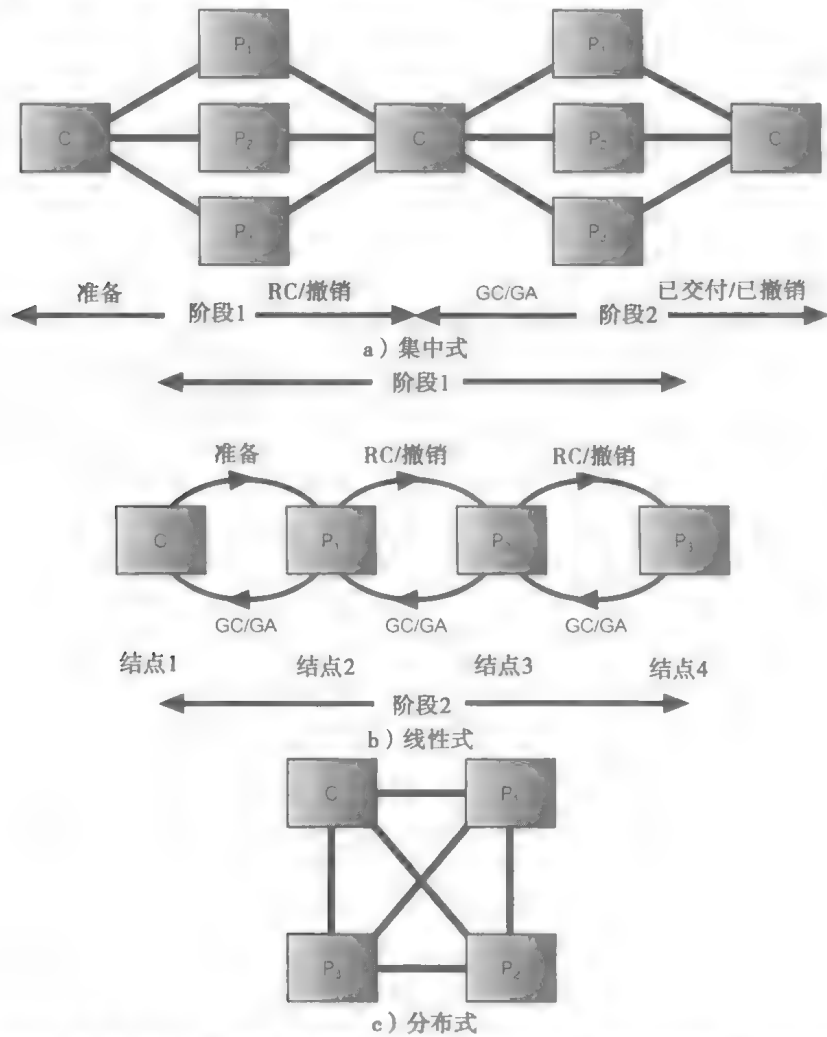 P₁ P₁
C P₂ C P₂ C
准备 RC/撤销 GC/GA 已交付/已撤销
阶段1 阶段2
a）集中式
阶段1
准备 RC/撤销 RC/撤销
C P₁ P₂ P₃
GC/GA GC/GA GC/GA
结点1 结点2 结点3 结点4
阶段2
b）线性式
C P₁
P₃ P₂
c）分布式